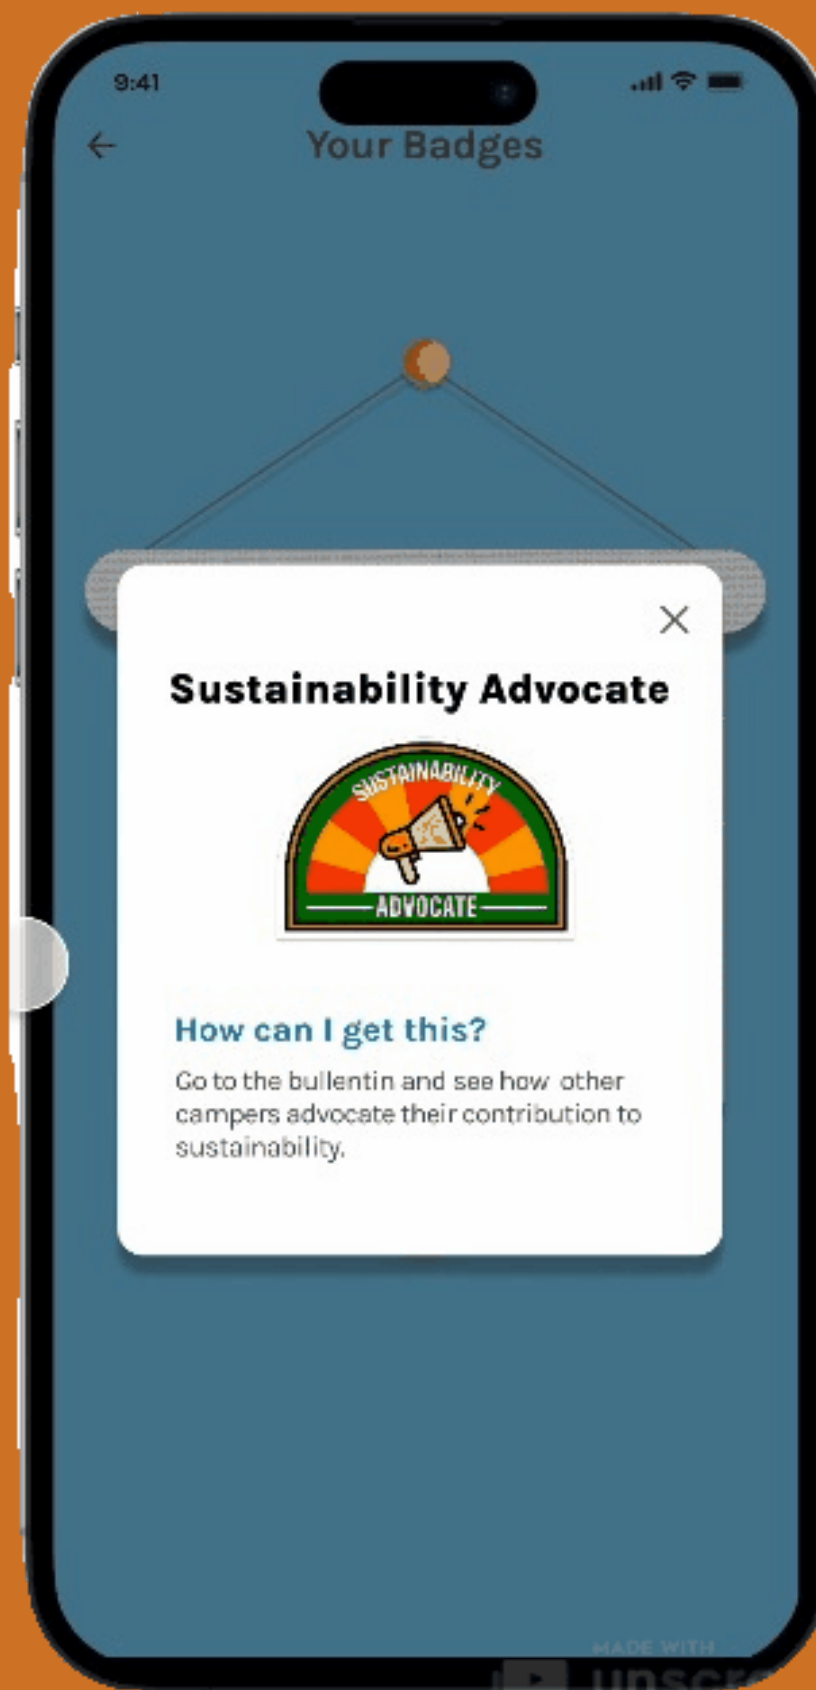 9:41
Your Badges
Sustainability Advocate
SUSTAINABILITY
ADVOCATE
How can I get this?
Go to the bullentin and see how other
campers advocate their contribution to
sustainability.
MADE WITH
unscre